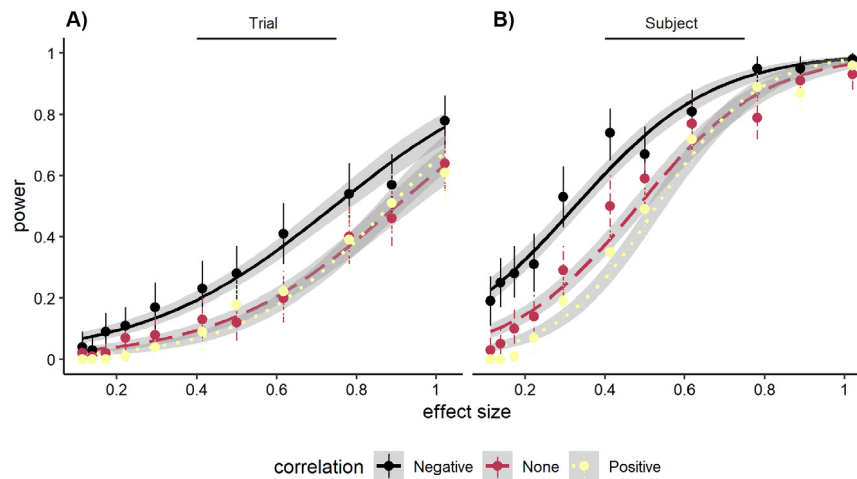 A)
Trial
B)
Subject
1
0.8
0.6
0.4
0.2
0
power
0.2 0.4 0.6 0.8 1 0.2 0.4 0.6 0.8 1
effect size
correlation Negative None Positive